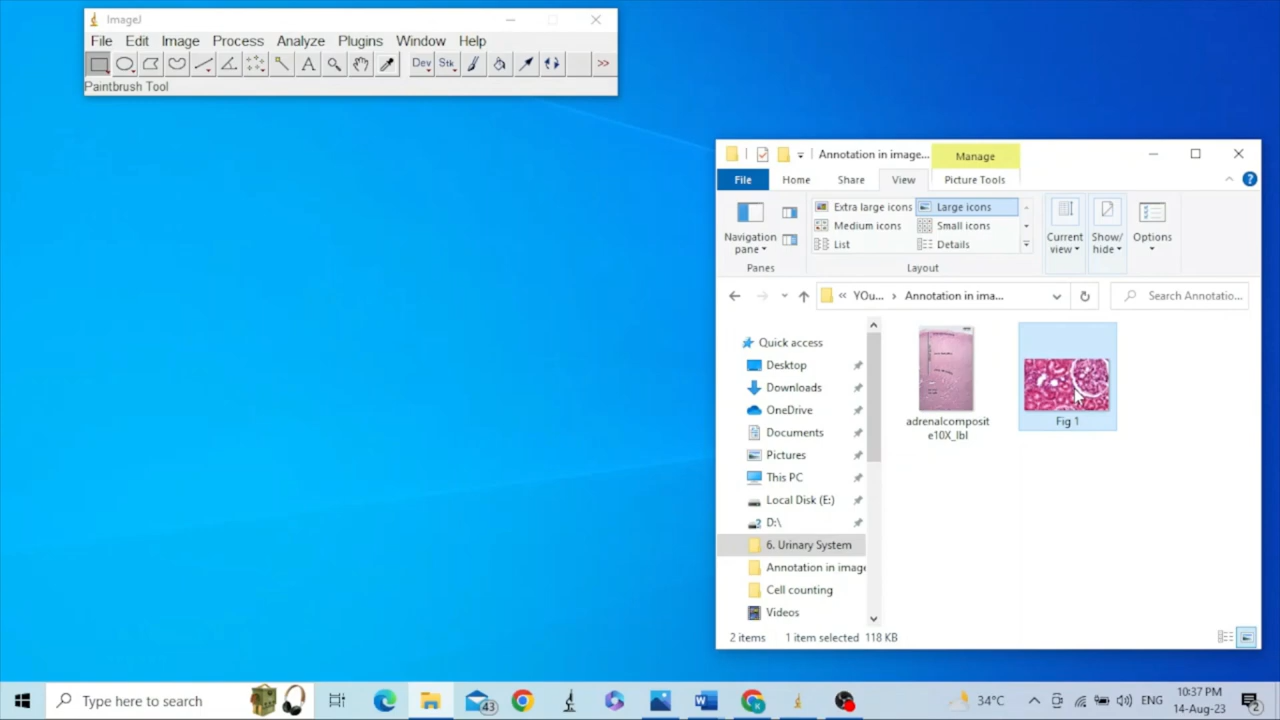 ImageJ
File Edit Image Process Analyze Plugins Window Help
Dev Stk >>
Paintbrush Tool
Annotation in image... Manage
File Home Share View Picture Tools
Navigation pane
Extra large icons Large icons
Medium icons Small icons
List Details
Current view
Show/ hide
Options
Panes Layout
« YOu... › Annotation in ima... Search Annotatio...
Quick access
Desktop
Downloads
OneDrive
Documents
Pictures
This PC
Local Disk (E:)
D:\
6. Urinary System
Annotation in image
Cell counting
Videos
adrenalcomposit
e10X_lbl
Fig 1
2 items 1 item selected 118 KB
Type here to search
43
34°C ENG
10:37 PM
14-Aug-23
2